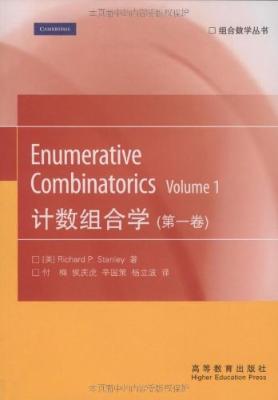 CAMBRIDGE
□ 组合数学丛书
Enumerative
Combinatorics Volume 1
计数组合学 (第一卷)
□ [美] Richard P. Stanley 著
□ 付 梅 侯庆虎 辛国策 杨立波 译
高等教育出版社
Higher Education Press